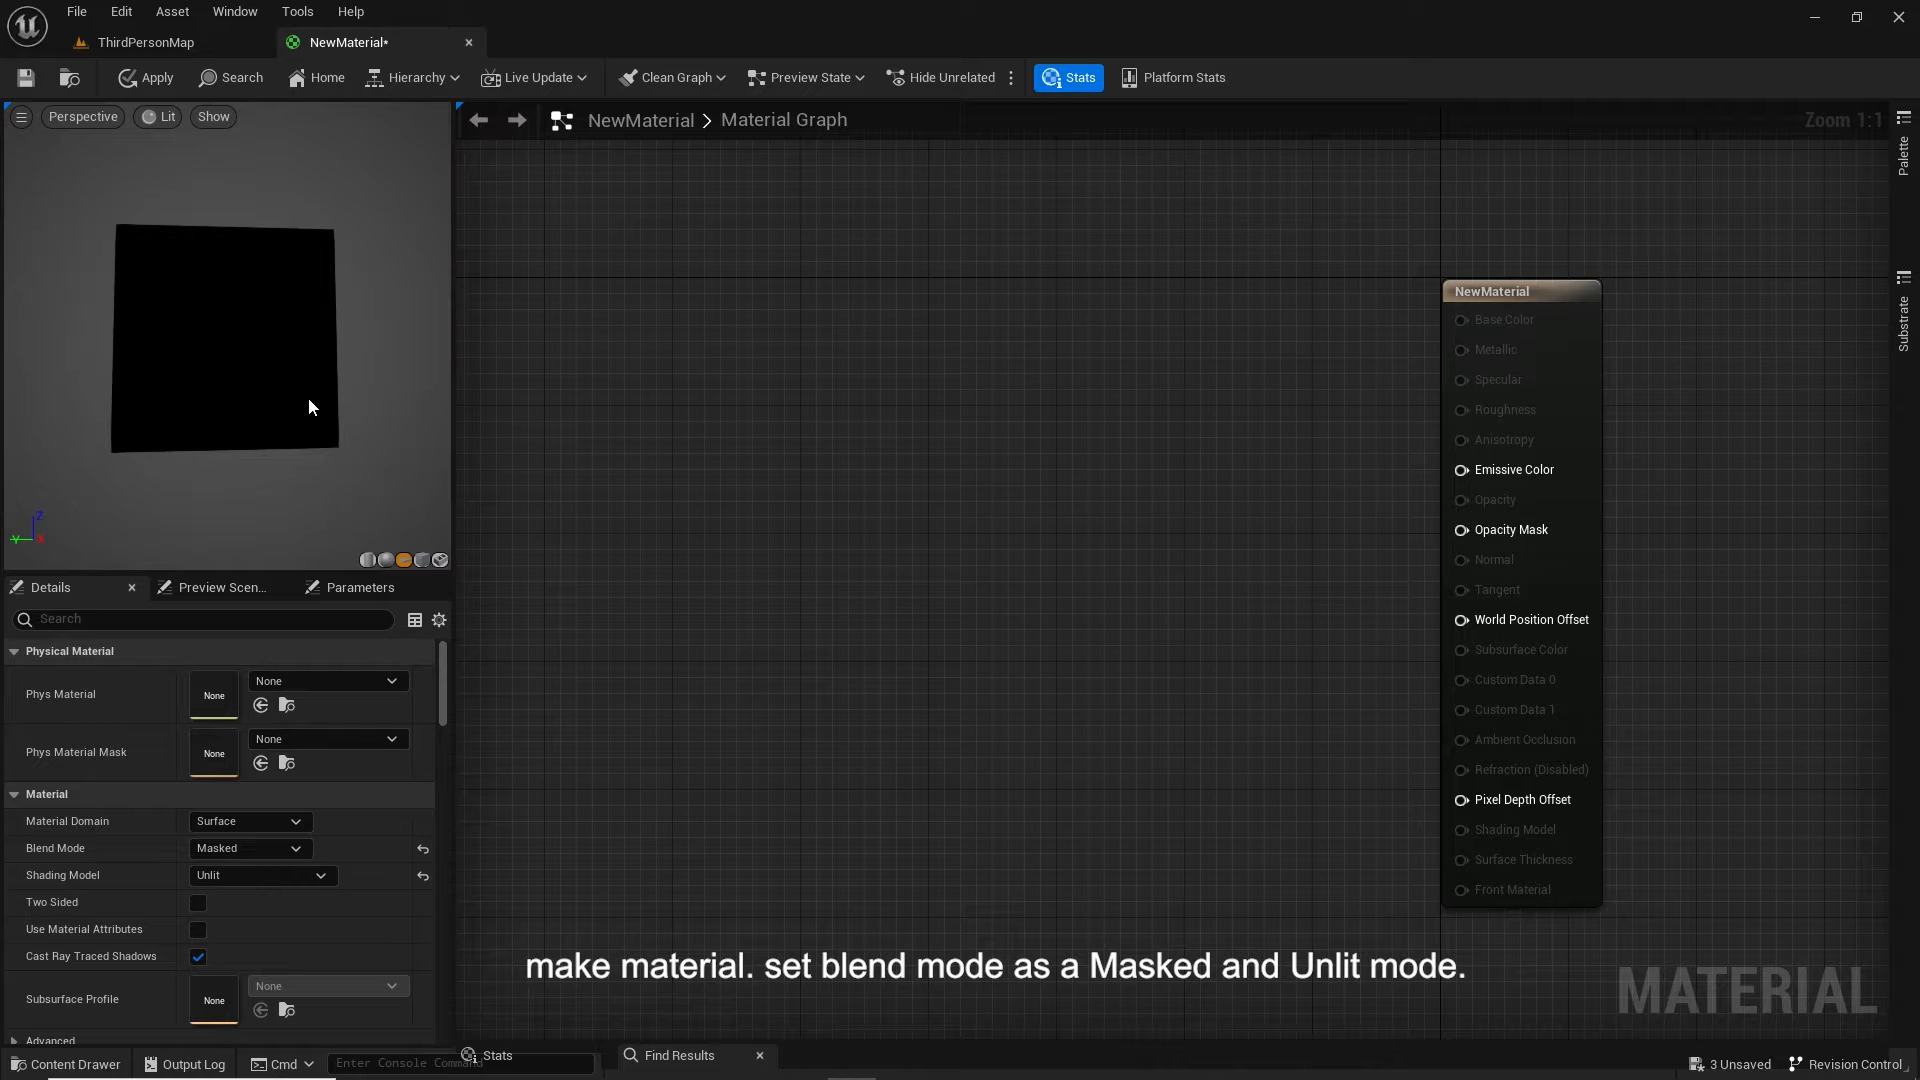 File Edit Asset Window Tools Help
ThirdPersonMap NewMaterial*
Apply Search Home Hierarchy Live Update Clean Graph Preview State Hide Unrelated Stats Platform Stats
Perspective Lit Show
NewMaterial > Material Graph
Zoom 1:1
Palette
Substrate
NewMaterial
Base Color
Metallic
Specular
Roughness
Anisotropy
Emissive Color
Opacity
Opacity Mask
Normal
Tangent
World Position Offset
Subsurface Color
Custom Data 0
Custom Data 1
Ambient Occlusion
Refraction (Disabled)
Pixel Depth Offset
Shading Model
Surface Thickness
Front Material
Z
Y X
Details Preview Scen... Parameters
Search
Physical Material
Phys Material None None
Phys Material Mask None None
Material
Material Domain Surface
Blend Mode Masked
Shading Model Unlit
Two Sided
Use Material Attributes
Cast Ray Traced Shadows
Subsurface Profile None None
Advanced
make material. set blend mode as a Masked and Unlit mode.
MATERIAL
Stats Find Results
Content Drawer Output Log Cmd Enter Console Command 3 Unsaved Revision Control